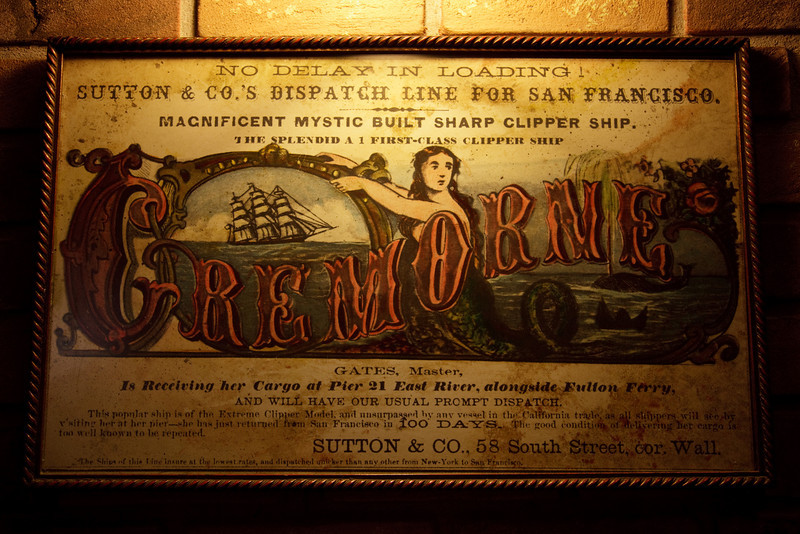 NO DELAY IN LOADING!
SUTTON & CO.'S DISPATCH LINE FOR SAN FRANCISCO.
MAGNIFICENT MYSTIC BUILT SHARP CLIPPER SHIP.
THE SPLENDID A 1 FIRST-CLASS CLIPPER SHIP
CREMORNE
GATES, Master,
Is Receiving her Cargo at Pier 21 East River, alongside Fulton Ferry,
AND WILL HAVE OUR USUAL PROMPT DISPATCH.
This popular ship is of the Extreme Clipper Model, and unsurpassed by any vessel in the California trade, as all shippers will see by
visiting her at her pier—she has just returned from San Francisco in 100 DAYS. The good condition of delivering her cargo is
too well known to be repeated.
SUTTON & CO., 58 South Street, cor. Wall.
The Ships of this Line insure at the lowest rates, and dispatched quicker than any other from New-York to San Francisco.